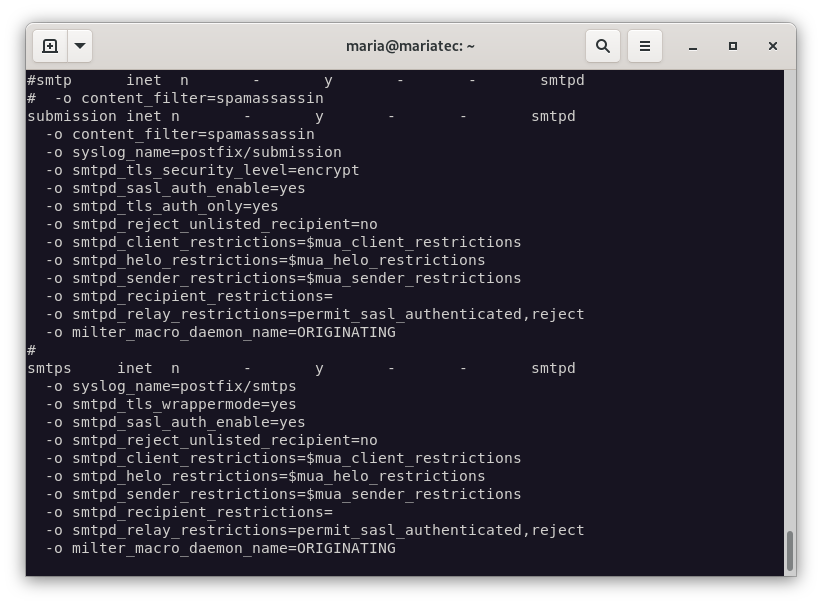 maria@mariatec: ~
#smtp      inet  n       -       y       -       -       smtpd
#  -o content_filter=spamassassin
submission inet n       -       y       -       -       smtpd
  -o content_filter=spamassassin
  -o syslog_name=postfix/submission
  -o smtpd_tls_security_level=encrypt
  -o smtpd_sasl_auth_enable=yes
  -o smtpd_tls_auth_only=yes
  -o smtpd_reject_unlisted_recipient=no
  -o smtpd_client_restrictions=$mua_client_restrictions
  -o smtpd_helo_restrictions=$mua_helo_restrictions
  -o smtpd_sender_restrictions=$mua_sender_restrictions
  -o smtpd_recipient_restrictions=
  -o smtpd_relay_restrictions=permit_sasl_authenticated,reject
  -o milter_macro_daemon_name=ORIGINATING
#
smtps     inet  n       -       y       -       -       smtpd
  -o syslog_name=postfix/smtps
  -o smtpd_tls_wrappermode=yes
  -o smtpd_sasl_auth_enable=yes
  -o smtpd_reject_unlisted_recipient=no
  -o smtpd_client_restrictions=$mua_client_restrictions
  -o smtpd_helo_restrictions=$mua_helo_restrictions
  -o smtpd_sender_restrictions=$mua_sender_restrictions
  -o smtpd_recipient_restrictions=
  -o smtpd_relay_restrictions=permit_sasl_authenticated,reject
  -o milter_macro_daemon_name=ORIGINATING